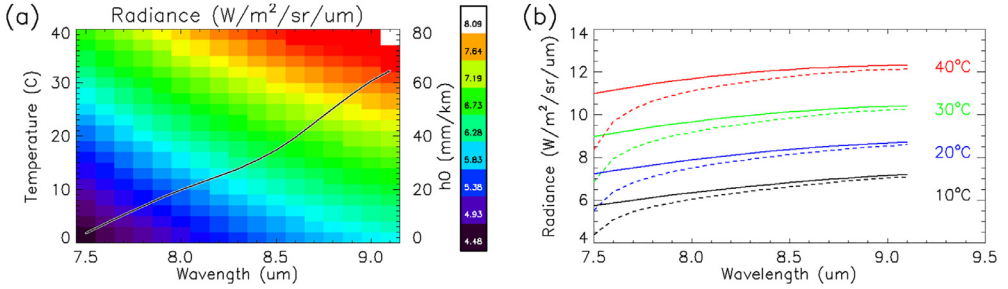 (a) Radiance (W/m²/sr/um)
40 30 20 10 0
Temperature (C)
7.5 8.0 8.5 9.0
Wavength (um)
80 60 40 20 0
h0 (mm/km)
8.09
7.64
7.19
6.73
6.28
5.83
5.38
4.93
4.48
(b)
14 12 10 8 6 4
Radiance (W/m²/sr/um)
40°C
30°C
20°C
10°C
7.5 8.0 8.5 9.0 9.5
Wavelength (um)